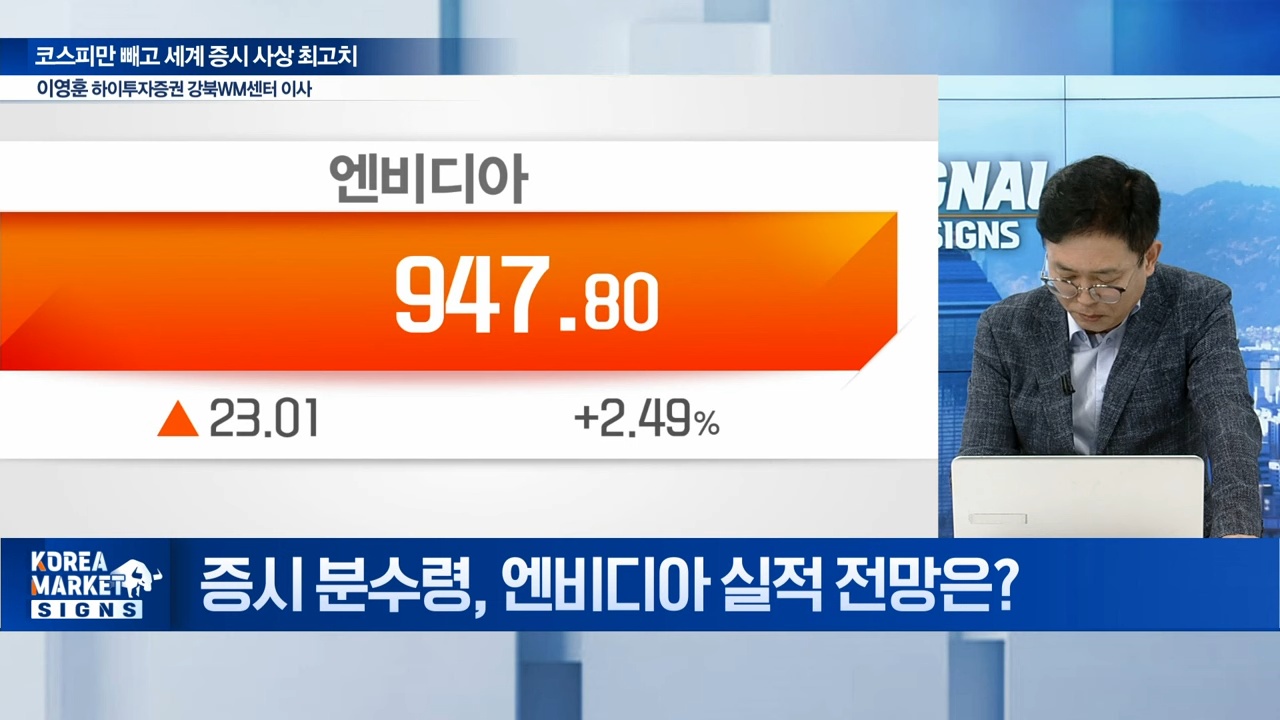 코스피만 빼고 세계 증시 사상 최고치
이영훈 하이투자증권 강북WM센터 이사
엔비디아
947.80
▲ 23.01 +2.49%
SIGNS
KOREA
MARKET
SIGNS
증시 분수령, 엔비디아 실적 전망은?